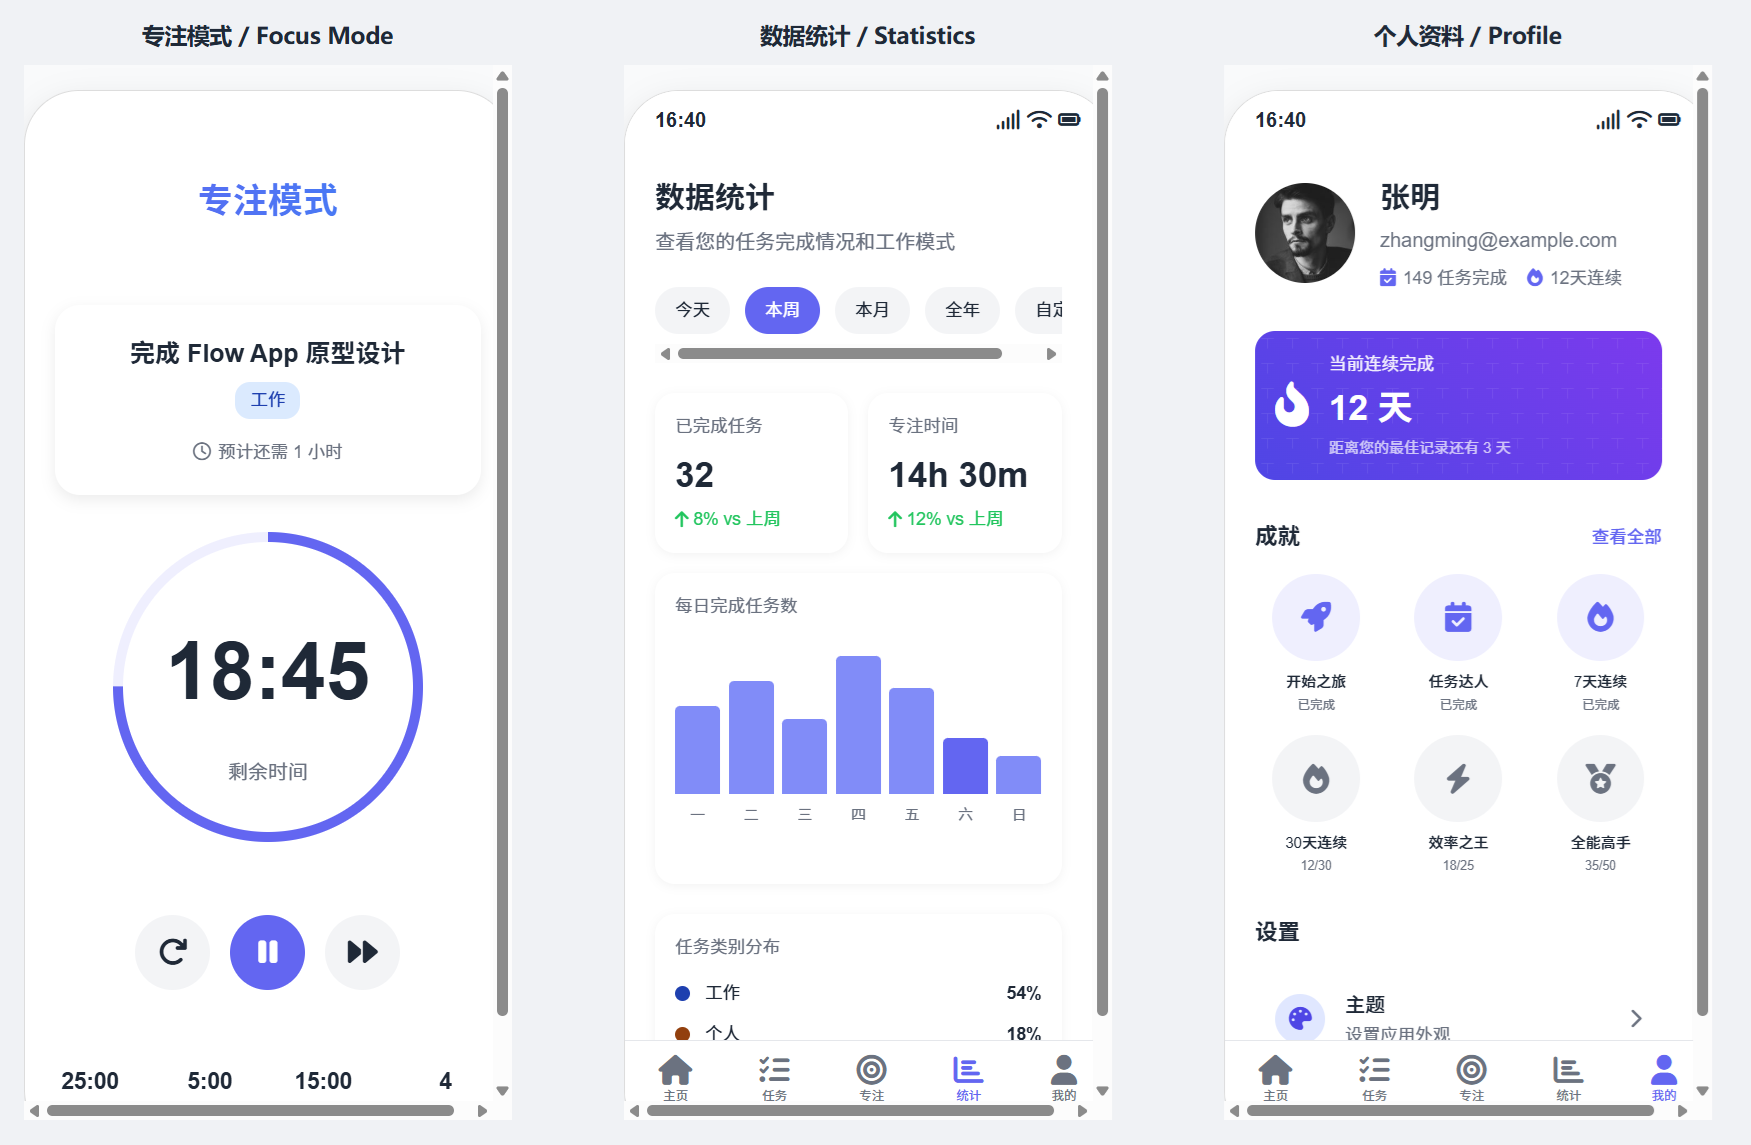 专注模式 / Focus Mode
专注模式
完成 Flow App 原型设计
工作
预计还需 1 小时
18:45
剩余时间
25:00 5:00 15:00 4
数据统计 / Statistics
16:40
数据统计
查看您的任务完成情况和工作模式
今天 本周 本月 全年 自定
已完成任务
32
8% vs 上周
专注时间
14h 30m
12% vs 上周
每日完成任务数
一 二 三 四 五 六 日
任务类别分布
工作 54%
个人 18%
主页 任务 专注 统计 我的
个人资料 / Profile
16:40
张明
zhangming@example.com
149 任务完成 12天连续
当前连续完成
12 天
距离您的最佳记录还有 3 天
成就 查看全部
开始之旅 任务达人 7天连续
已完成 已完成 已完成
30天连续 效率之王 全能高手
12/30 18/25 35/50
设置
主题
设置应用外观
主页 任务 专注 统计 我的